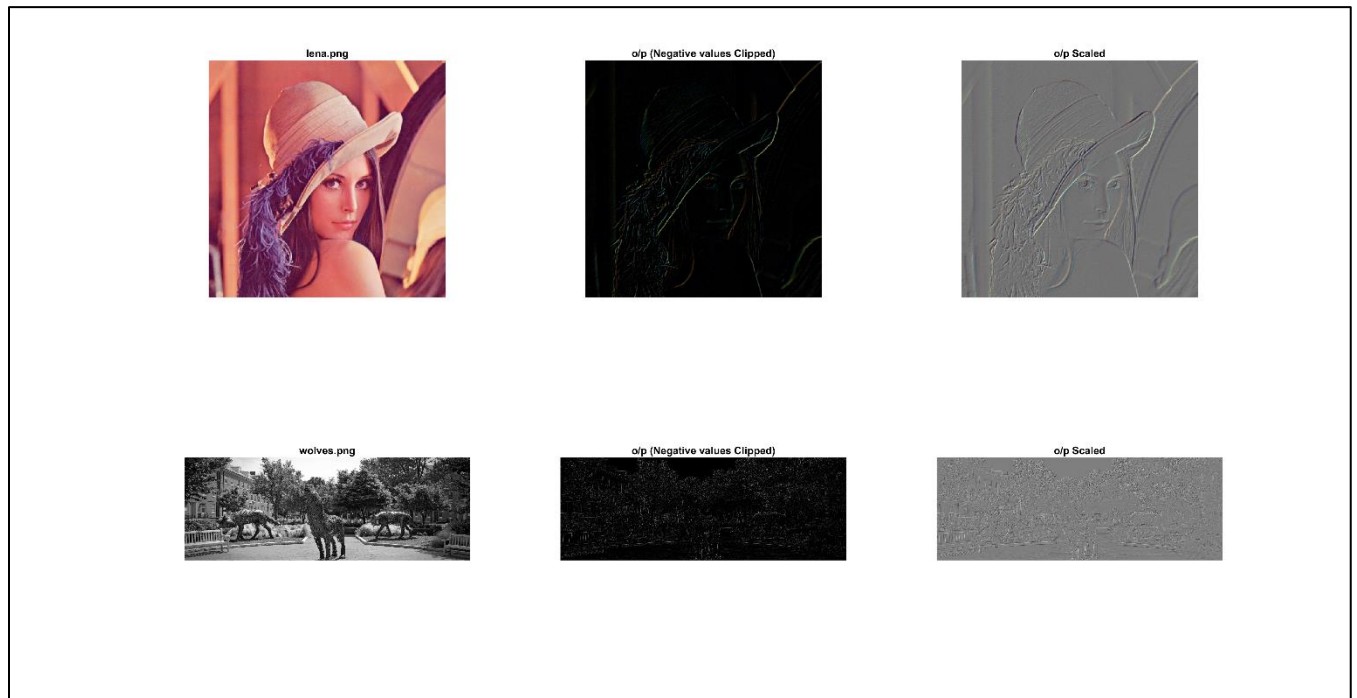 lena.png
o/p (Negative values Clipped)
o/p Scaled
wolves.png
o/p (Negative values Clipped)
o/p Scaled